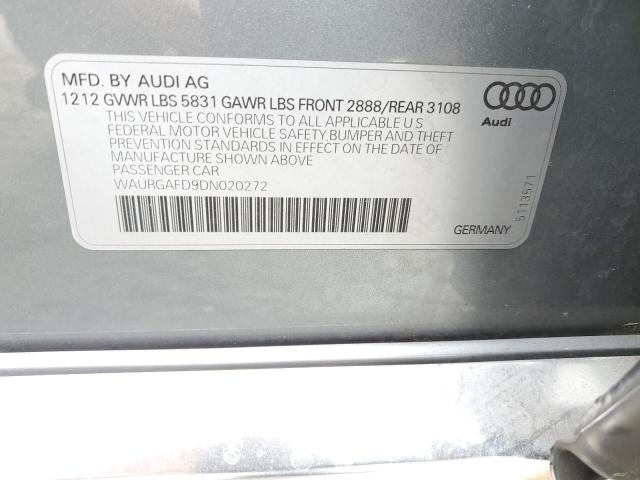 MFD. BY AUDI AG
1212 GVWR LBS 5831 GAWR LBS FRONT 2888/REAR 3108
THIS VEHICLE CONFORMS TO ALL APPLICABLE U S
FEDERAL MOTOR VEHICLE SAFETY, BUMPER AND THEFT
PREVENTION STANDARDS IN EFFECT ON THE DATE OF
MANUFACTURE SHOWN ABOVE
PASSENGER CAR
WAURGAFD9DN020272
Audi
5113571
GERMANY